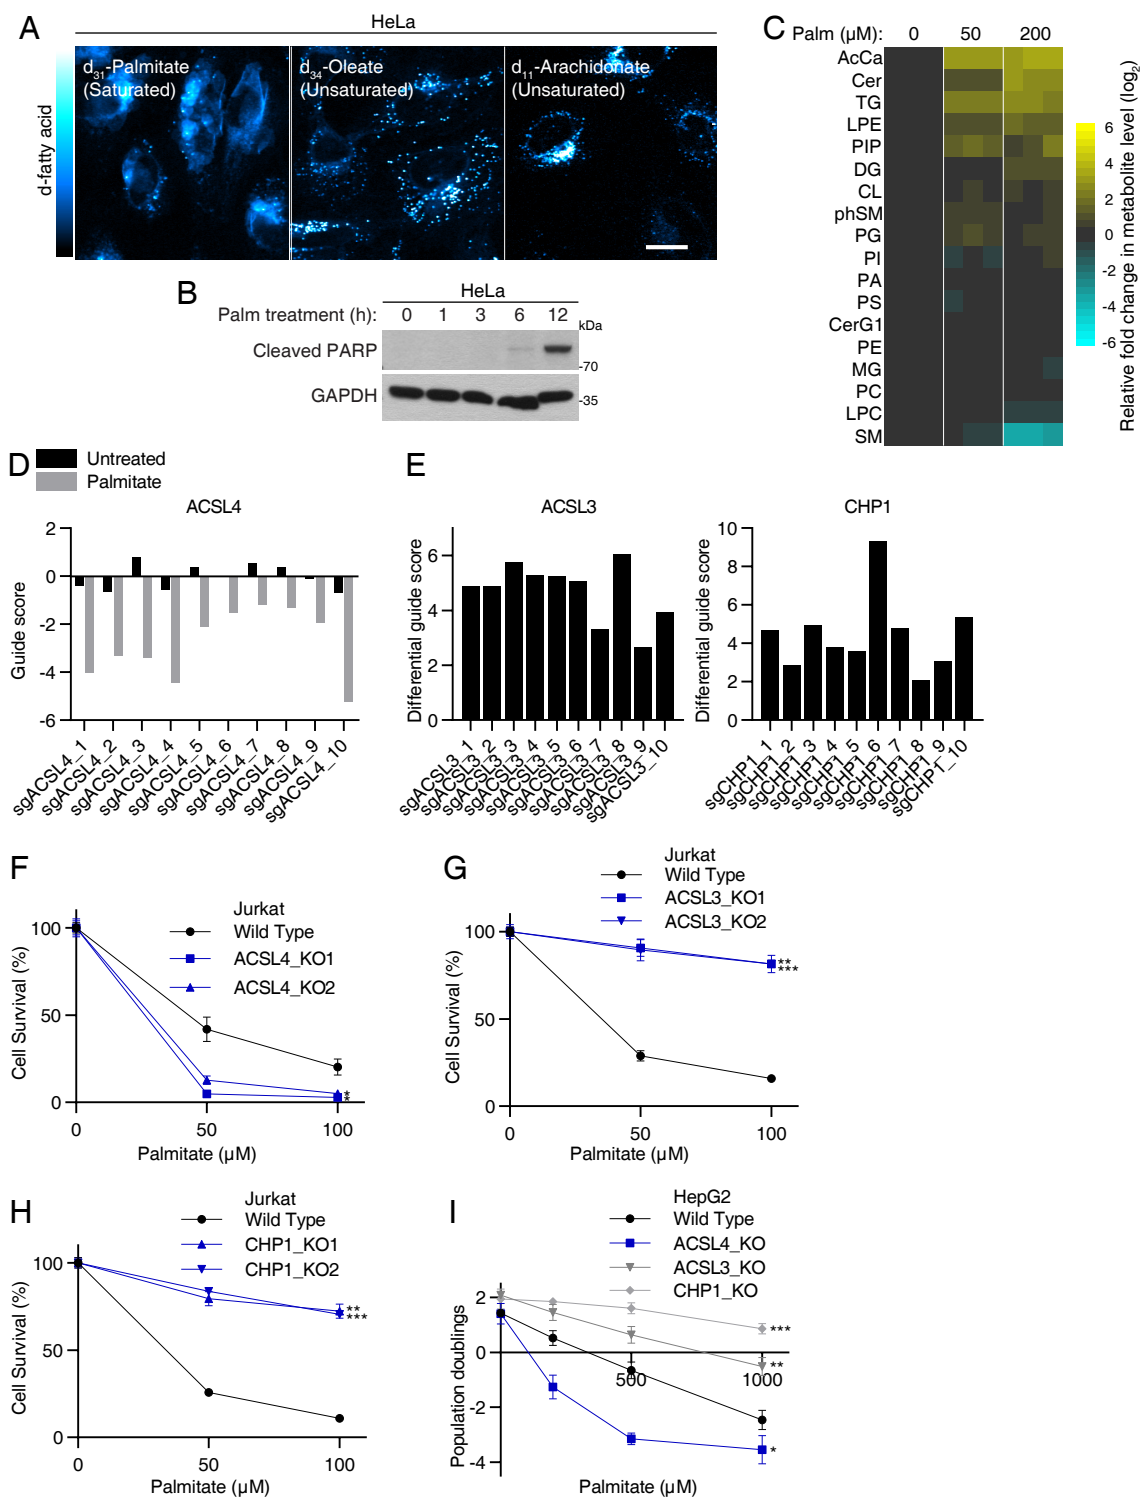 A
HeLa
d31-Palmitate
(Saturated)
d34-Oleate
(Unsaturated)
d11-Arachidonate
(Unsaturated)
d-fatty acid
B
HeLa
Palm treatment (h): 0 1 3 6 12
kDa
Cleaved PARP
-70
GAPDH
-35
C
Palm (µM): 0 50 200
AcCa
Cer
TG
LPE
PIP
DG
CL
phSM
PG
PI
PA
PS
CerG1
PE
MG
PC
LPC
SM
6
4
2
0
-2
-4
-6
Relative fold change in metabolite level (log2)
D
Untreated
Palmitate
ACSL4
Guide score
2
0
-2
-4
-6
sgACSL4_1
sgACSL4_2
sgACSL4_3
sgACSL4_4
sgACSL4_5
sgACSL4_6
sgACSL4_7
sgACSL4_8
sgACSL4_9
sgACSL4_10
E
ACSL3
Differential guide score
6
4
2
0
sgACSL3_1
sgACSL3_2
sgACSL3_3
sgACSL3_4
sgACSL3_5
sgACSL3_6
sgACSL3_7
sgACSL3_8
sgACSL3_9
sgACSL3_10
CHP1
Differential guide score
10
8
6
4
2
0
sgCHP1_1
sgCHP1_2
sgCHP1_3
sgCHP1_4
sgCHP1_5
sgCHP1_6
sgCHP1_7
sgCHP1_8
sgCHP1_9
sgCHP1_10
F
Jurkat
Wild Type
ACSL4_KO1
ACSL4_KO2
Cell Survival (%)
100
50
0
*
*
0 50 100
Palmitate (µM)
G
Jurkat
Wild Type
ACSL3_KO1
ACSL3_KO2
Cell Survival (%)
100
50
0
**
***
0 50 100
Palmitate (µM)
H
Jurkat
Wild Type
CHP1_KO1
CHP1_KO2
Cell Survival (%)
100
50
0
**
***
0 50 100
Palmitate (µM)
I
HepG2
Wild Type
ACSL4_KO
ACSL3_KO
CHP1_KO
Population doublings
2
0
-2
-4
***
**
*
500 1000
Palmitate (µM)